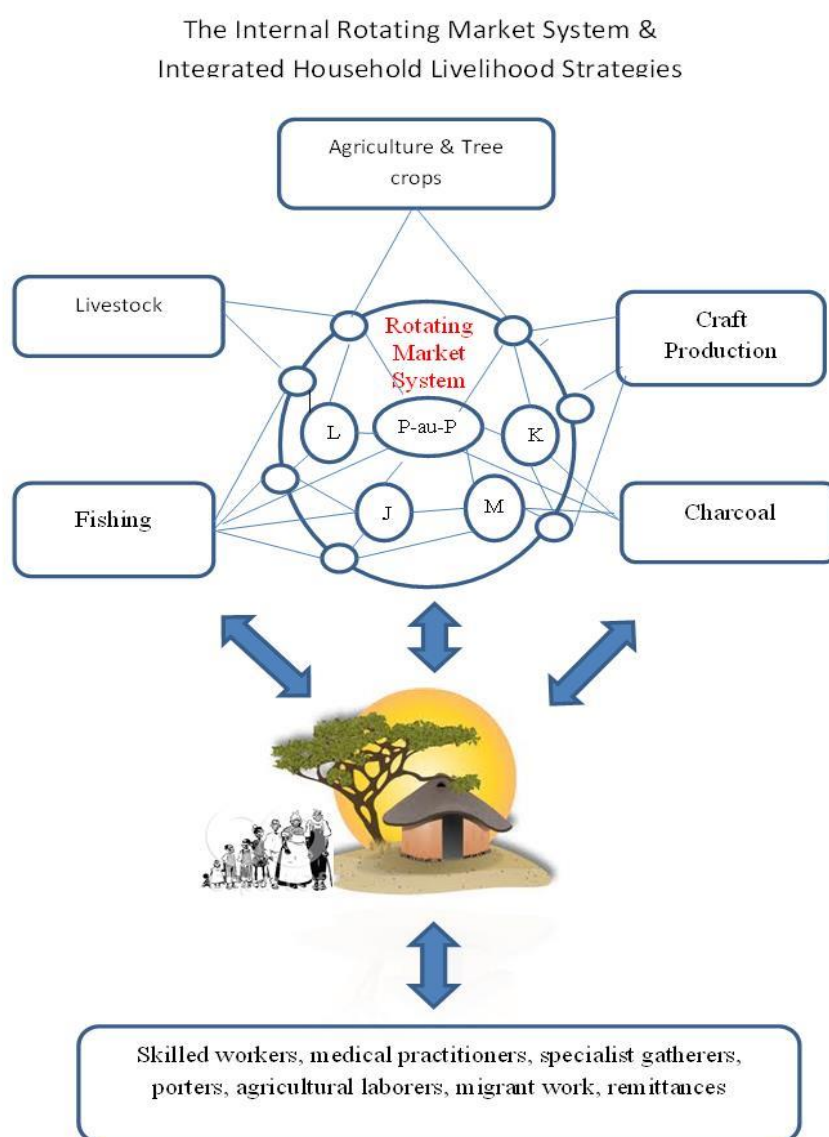 The Internal Rotating Market System &
Integrated Household Livelihood Strategies
Agriculture & Tree
crops
Livestock
Rotating
Market
System
Craft
Production
L
P-au-P
K
Fishing
J
M
Charcoal
Skilled workers, medical practitioners, specialist gatherers,
porters, agricultural laborers, migrant work, remittances